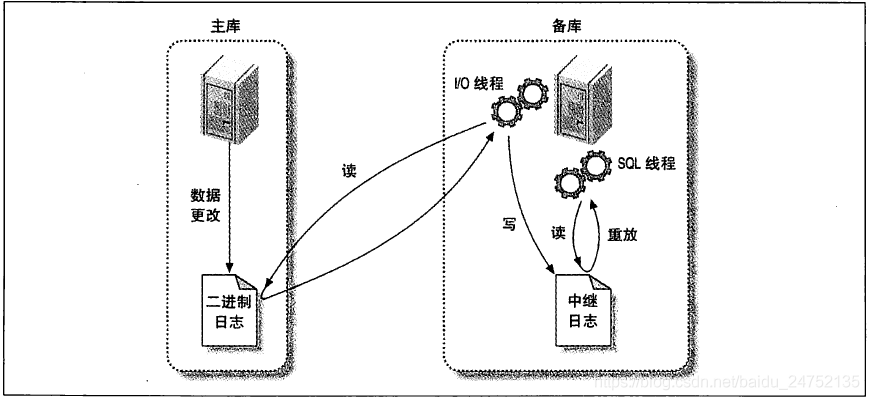 主库
备库
I/O 线程
SQL 线程
读
数据
更改
写
读
重放
二进制
日志
中继
日志
https://blog.csdn.net/baidu_24752135